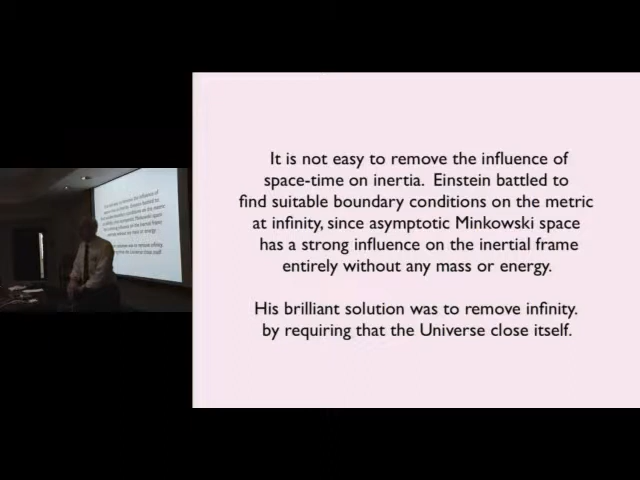 It is not easy to remove the influence of
space-time on inertia. Einstein battled to
find suitable boundary conditions on the metric
at infinity, since asymptotic Minkowski space
has a strong influence on the inertial frame
entirely without any mass or energy.
His brilliant solution was to remove infinity.
by requiring that the Universe close itself.